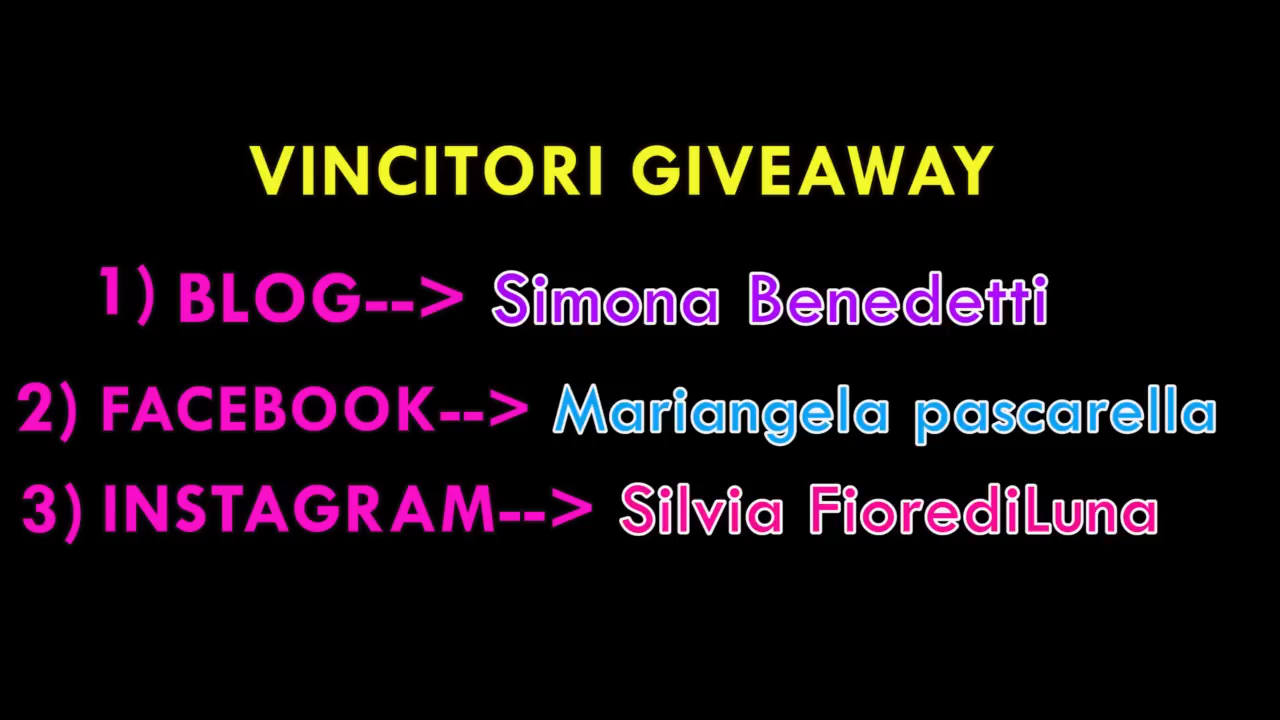 VINCITORI GIVEAWAY
1) BLOG--> Simona Benedetti
2) FACEBOOK--> Mariangela pascarella
3) INSTAGRAM--> Silvia FiorediLuna